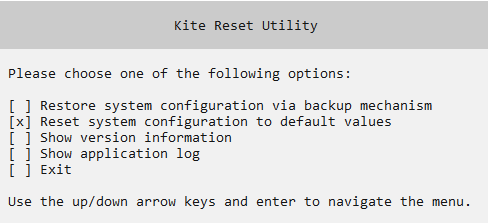 Kite Reset Utility
Please choose one of the following options:
[ ] Restore system configuration via backup mechanism
[x] Reset system configuration to default values
[ ] Show version information
[ ] Show application log
[ ] Exit
Use the up/down arrow keys and enter to navigate the menu.